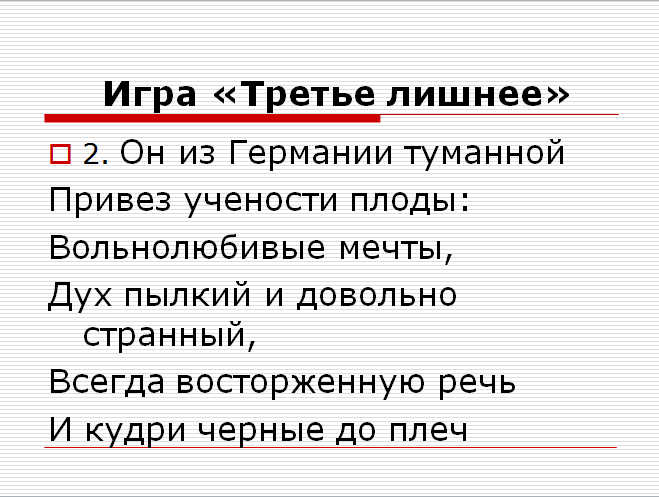 Игра «Третье лишнее»
2. Он из Германии туманной
Привез учености плоды:
Вольнолюбивые мечты,
Дух пылкий и довольно
странный,
Всегда восторженную речь
И кудри черные до плеч